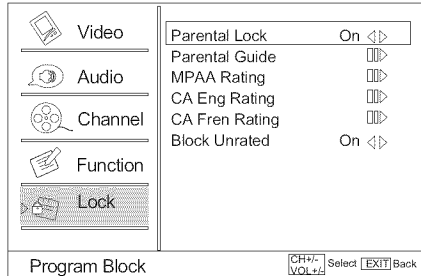 Video
Audio
Channel
Function
Lock
Parental Lock On
Parental Guide
MPAA Rating
CA Eng Rating
CA Fren Rating
Block Unrated On
Program Block
CH+/- VOL+/- Select EXIT Back